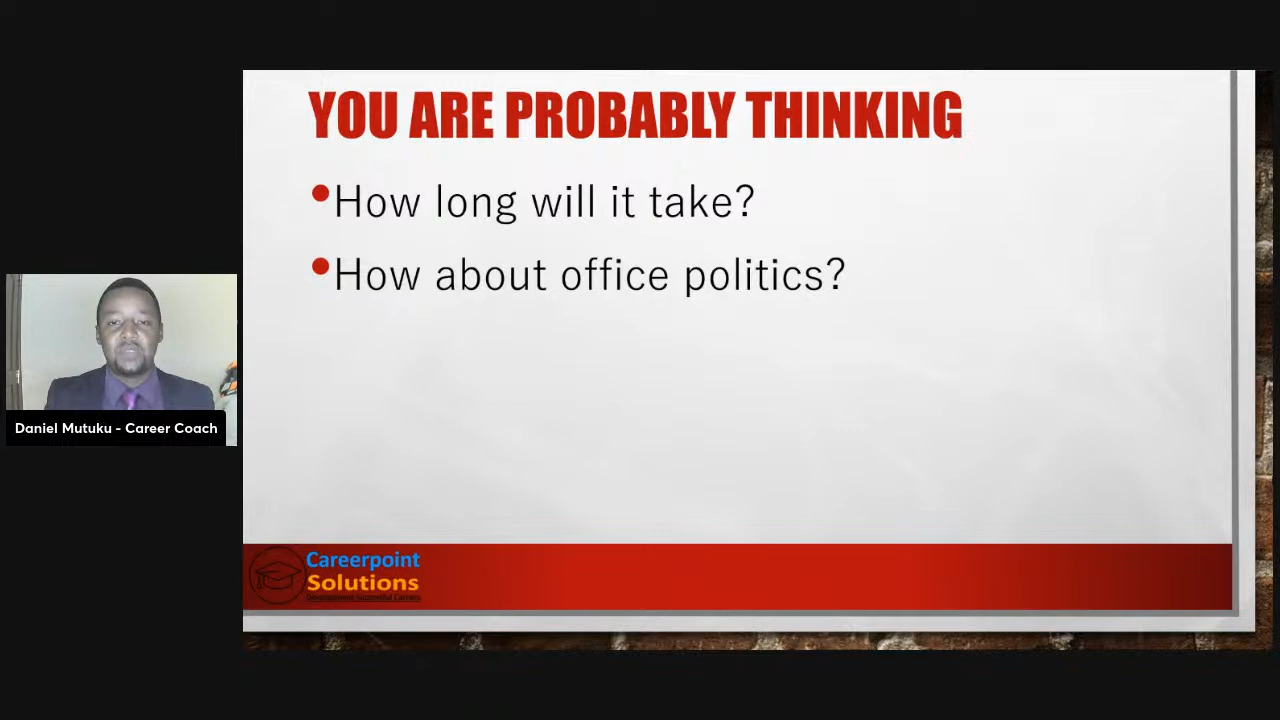 YOU ARE PROBABLY THINKING
•How long will it take?
•How about office politics?
Daniel Mutuku - Career Coach
Careerpoint
Solutions